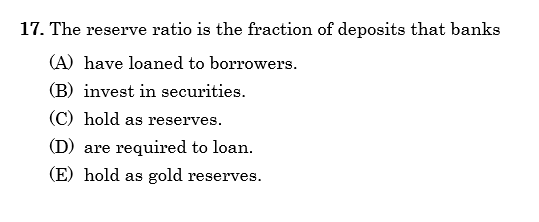 17. The reserve ratio is the fraction of deposits that banks
(A) have loaned to borrowers.
(B) invest in securities.
(C) hold as reserves.
(D) are required to loan.
(E) hold as gold reserves.